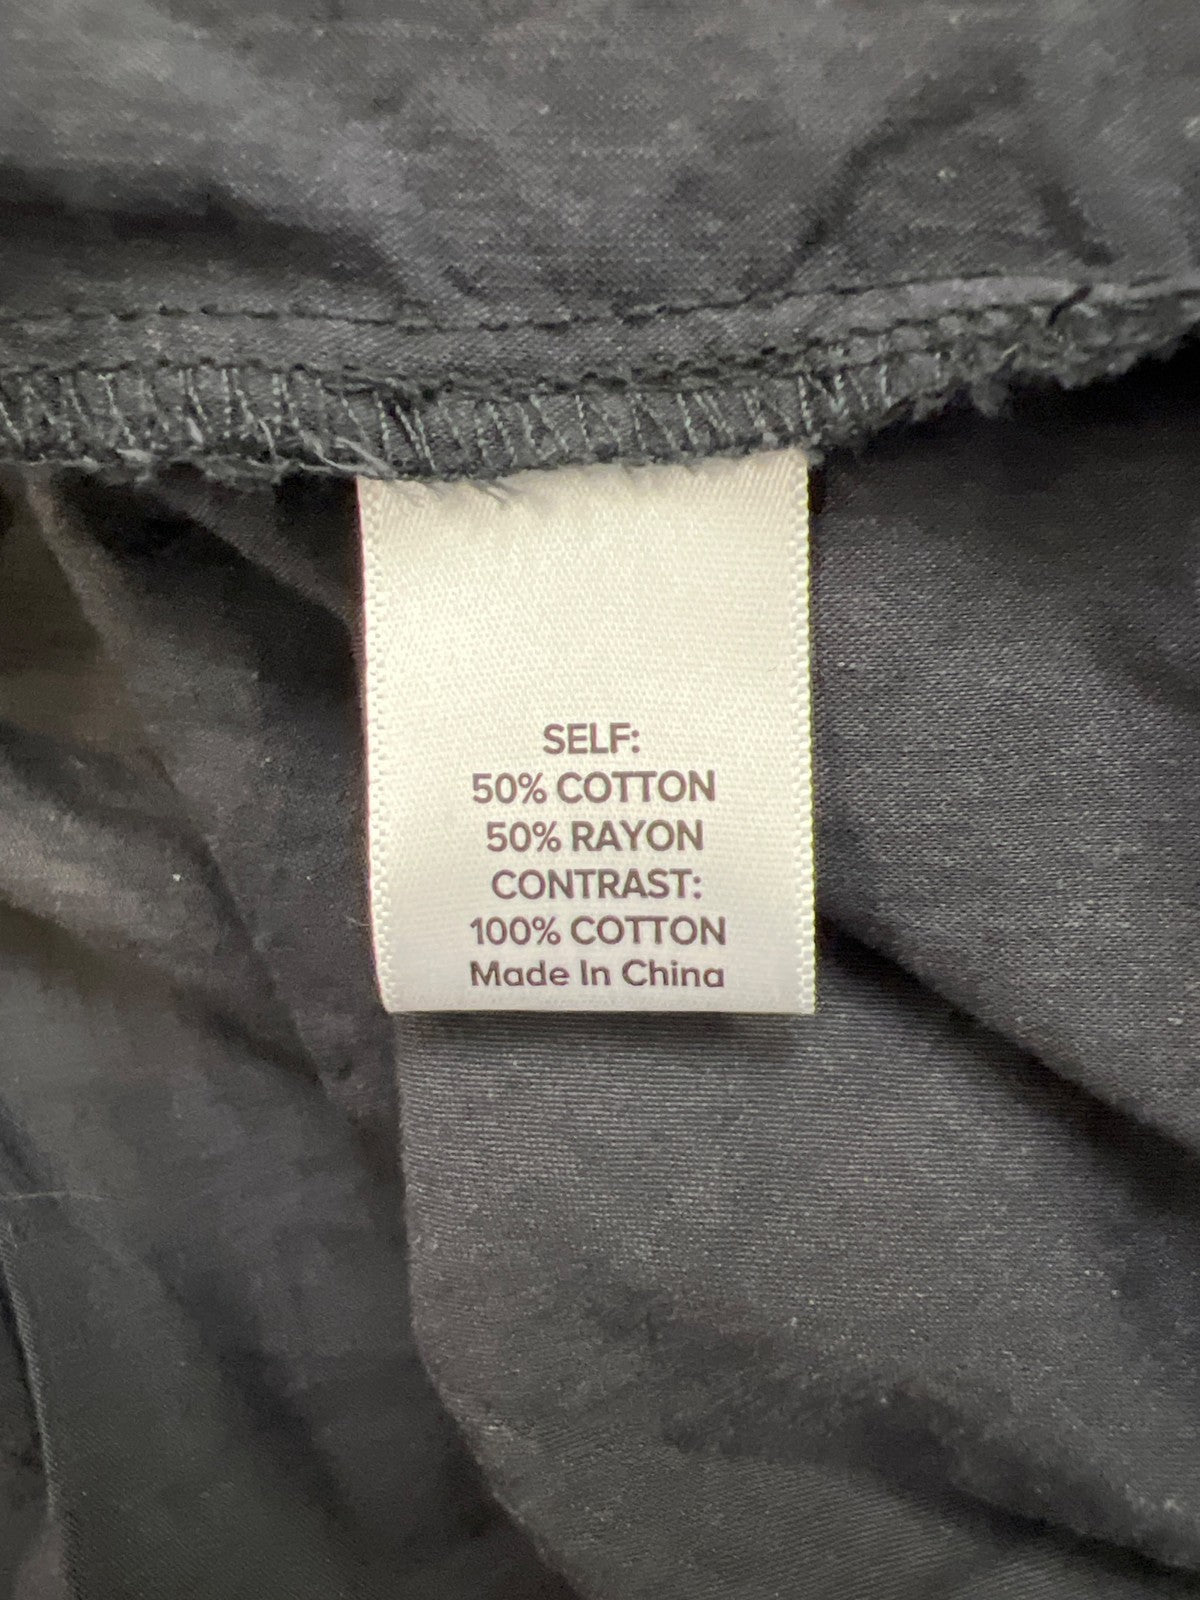 SELF:
50% COTTON
50% RAYON
CONTRAST:
100% COTTON
Made In China